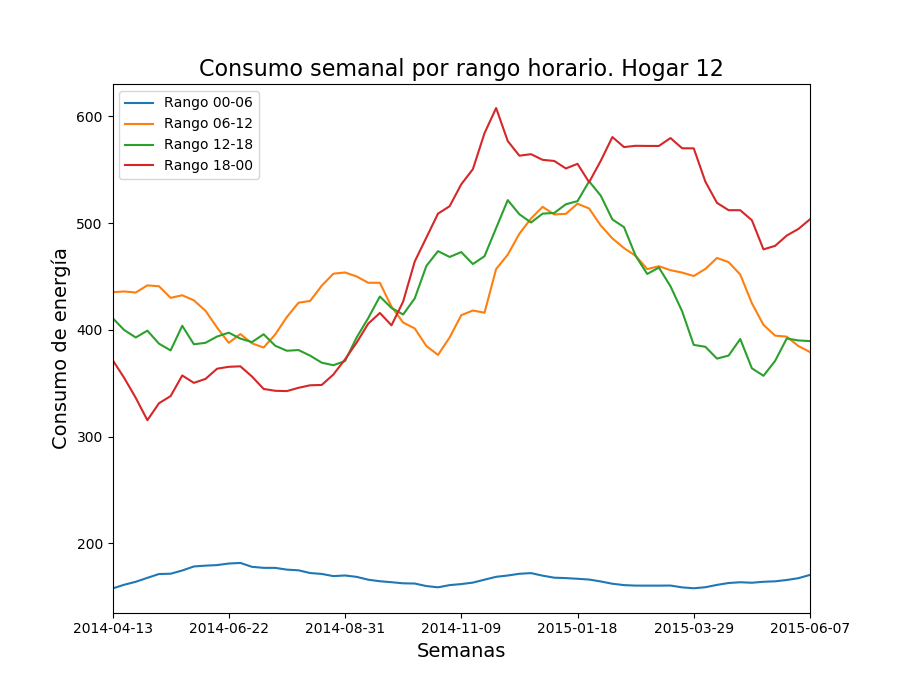 Consumo semanal por rango horario. Hogar 12
Rango 00-06
Rango 06-12
Rango 12-18
Rango 18-00
600
500
400
300
200
Consumo de energía
2014-04-13 2014-06-22 2014-08-31 2014-11-09 2015-01-18 2015-03-29 2015-06-07
Semanas